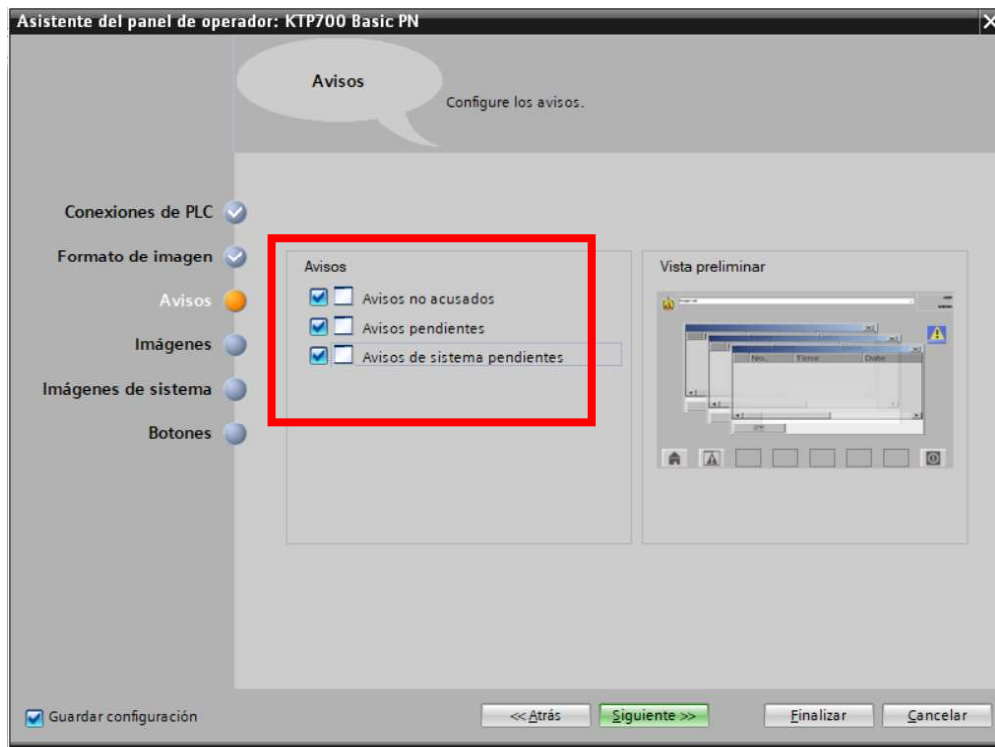 Asistente del panel de operador: KTP700 Basic PN
Avisos
Configure los avisos.
Conexiones de PLC
Formato de imagen
Avisos
Imágenes
Imágenes de sistema
Botones
Avisos
Avisos no acusados
Avisos pendientes
Avisos de sistema pendientes
Vista preliminar
No. Time Date
Guardar configuración
<< Atrás
Siguiente >>
Finalizar
Cancelar